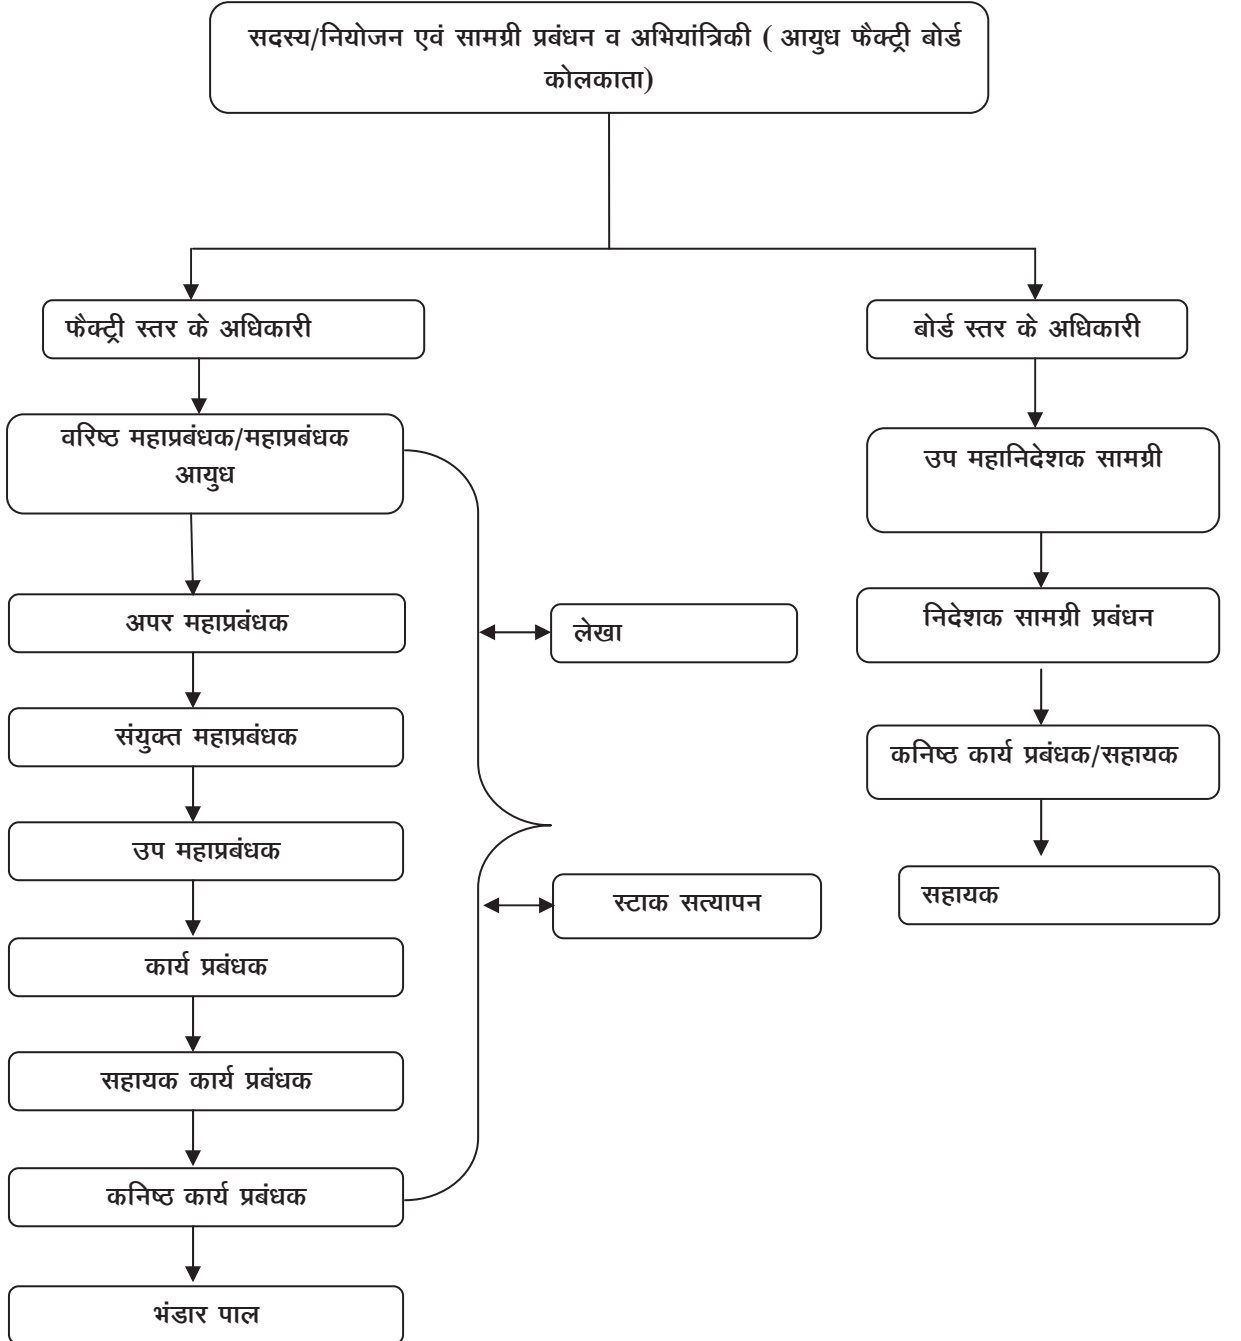 सदस्य/नियोजन एवं सामग्री प्रबंधन व अभियांत्रिकी ( आयुध फैक्ट्री बोर्ड
कोलकाता)
फैक्ट्री स्तर के अधिकारी
वरिष्ठ महाप्रबंधक/महाप्रबंधक
आयुध
अपर महाप्रबंधक
संयुक्त महाप्रबंधक
उप महाप्रबंधक
कार्य प्रबंधक
सहायक कार्य प्रबंधक
कनिष्ठ कार्य प्रबंधक
भंडार पाल
लेखा
स्टाक सत्यापन
बोर्ड स्तर के अधिकारी
उप महानिदेशक सामग्री
निदेशक सामग्री प्रबंधन
कनिष्ठ कार्य प्रबंधक/सहायक
सहायक